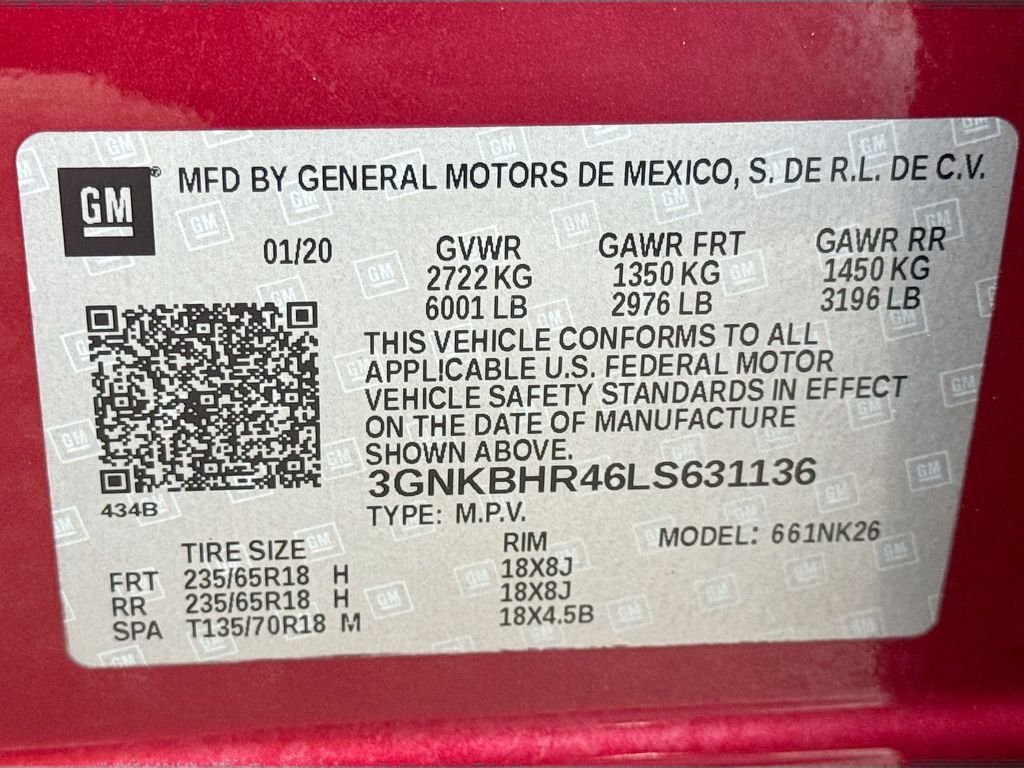 GM® MFD BY GENERAL MOTORS DE MEXICO, S. DE R.L. DE C.V.
01/20 GVWR GAWR FRT GAWR RR
2722 KG 1350 KG 1450 KG
6001 LB 2976 LB 3196 LB
THIS VEHICLE CONFORMS TO ALL
APPLICABLE U.S. FEDERAL MOTOR
VEHICLE SAFETY STANDARDS IN EFFECT
ON THE DATE OF MANUFACTURE
SHOWN ABOVE.
3GNKBHR46LS631136
434B
TYPE: M.P.V. MODEL: 661NK26
TIRE SIZE RIM
FRT 235/65R18 H 18X8J
RR 235/65R18 H 18X8J
SPA T135/70R18 M 18X4.5B